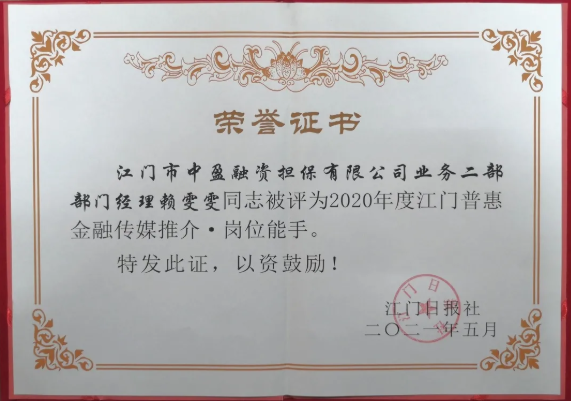 荣誉证书
江门市中盈融资担保有限公司业务二部
部门经理赖雯雯同志被评为2020年度江门普惠
金融传媒推介·岗位能手。
特发此证，以资鼓励！
江门日报社
二〇二一年五月